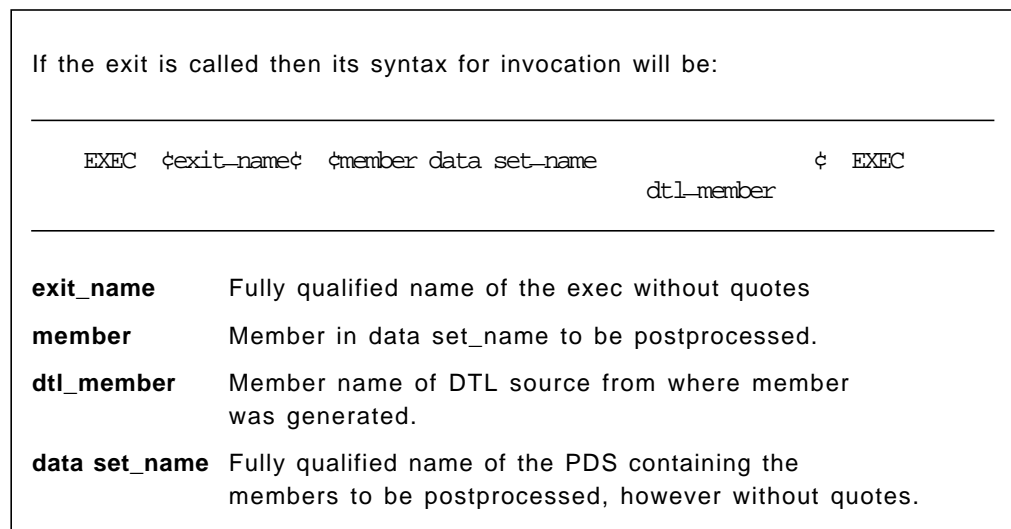 If the exit is called then its syntax for invocation will be:
EXEC ¢exit_name¢ ¢member data set_name ¢ EXEC
dtl_member
exit_name Fully qualified name of the exec without quotes
member Member in data set_name to be postprocessed.
dtl_member Member name of DTL source from where member
was generated.
data set_name Fully qualified name of the PDS containing the
members to be postprocessed, however without quotes.